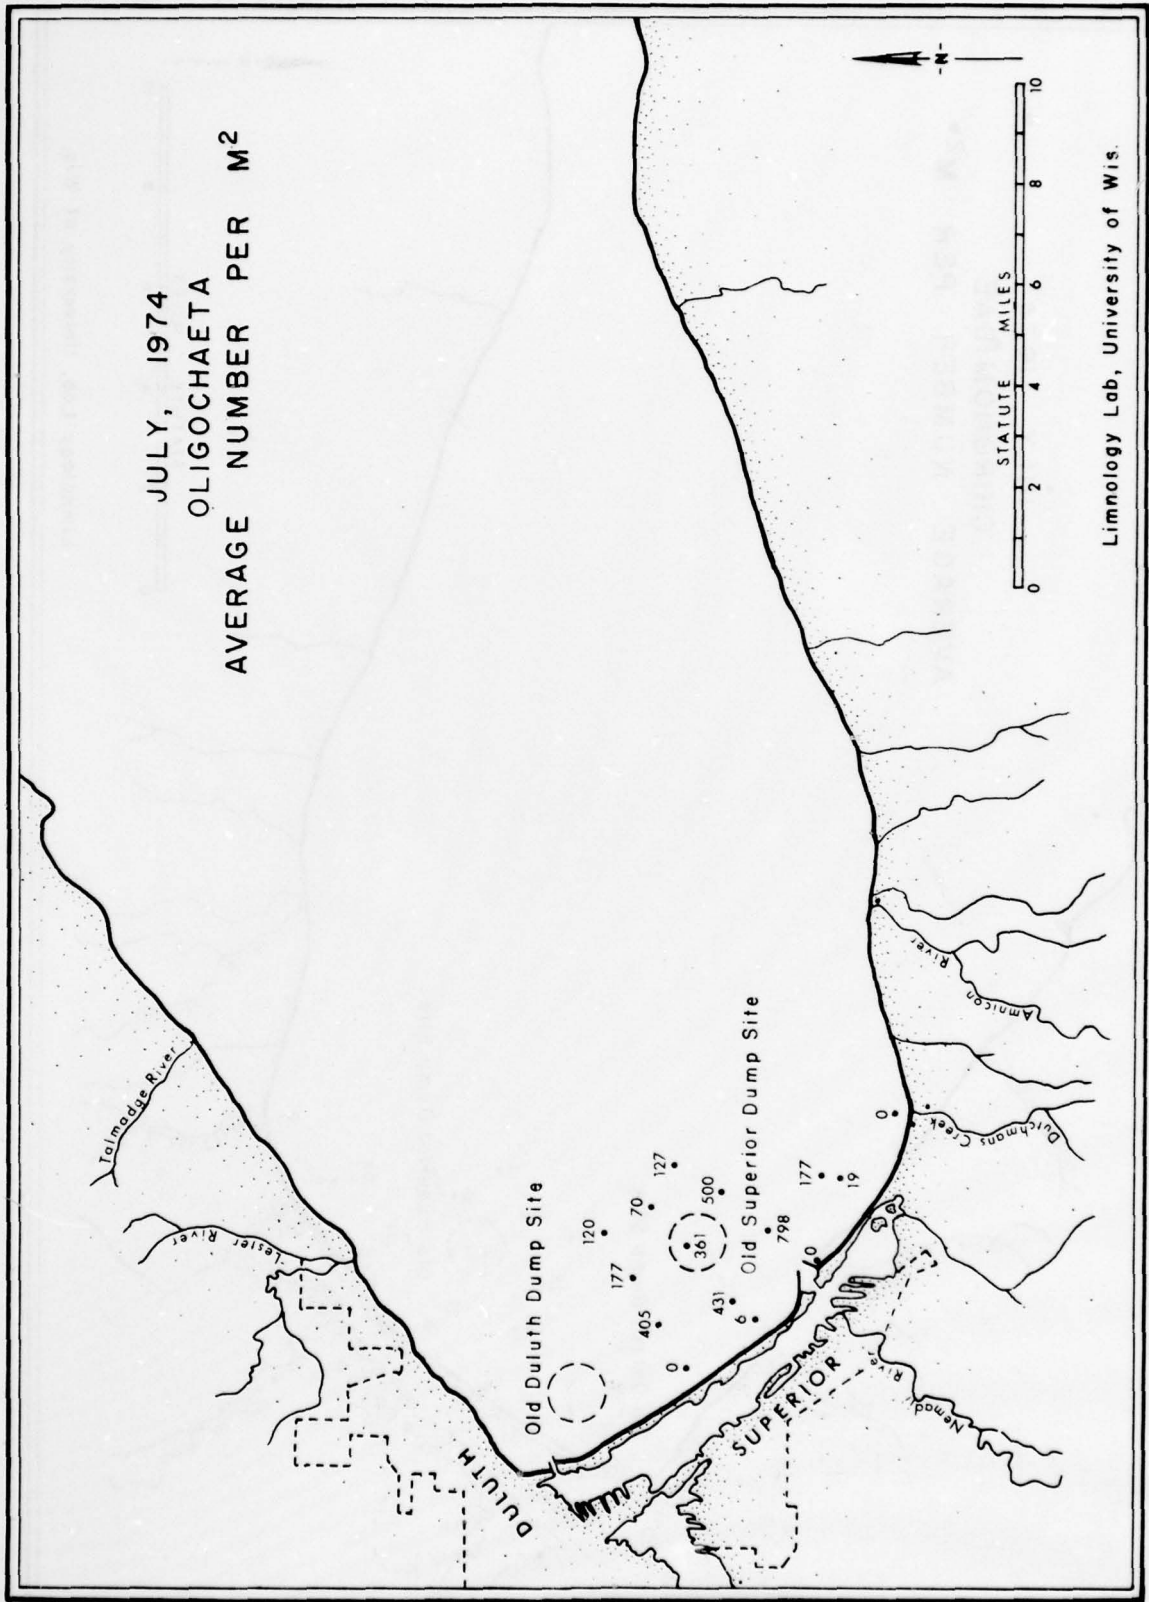 JULY, 1974
OLIGOCHAETA
AVERAGE NUMBER PER M²
Talmadge River
Lester River
DULUTH
Old Duluth Dump Site
120
177
405
0
70
127
500
361
431
6
Old Superior Dump Site
798
0
177
19
0
SUPERIOR
Nemadji River
Dutchmans Creek
Amnicon River
-N-
STATUTE MILES
0 2 4 6 8 10
Limnology Lab, University of Wis.